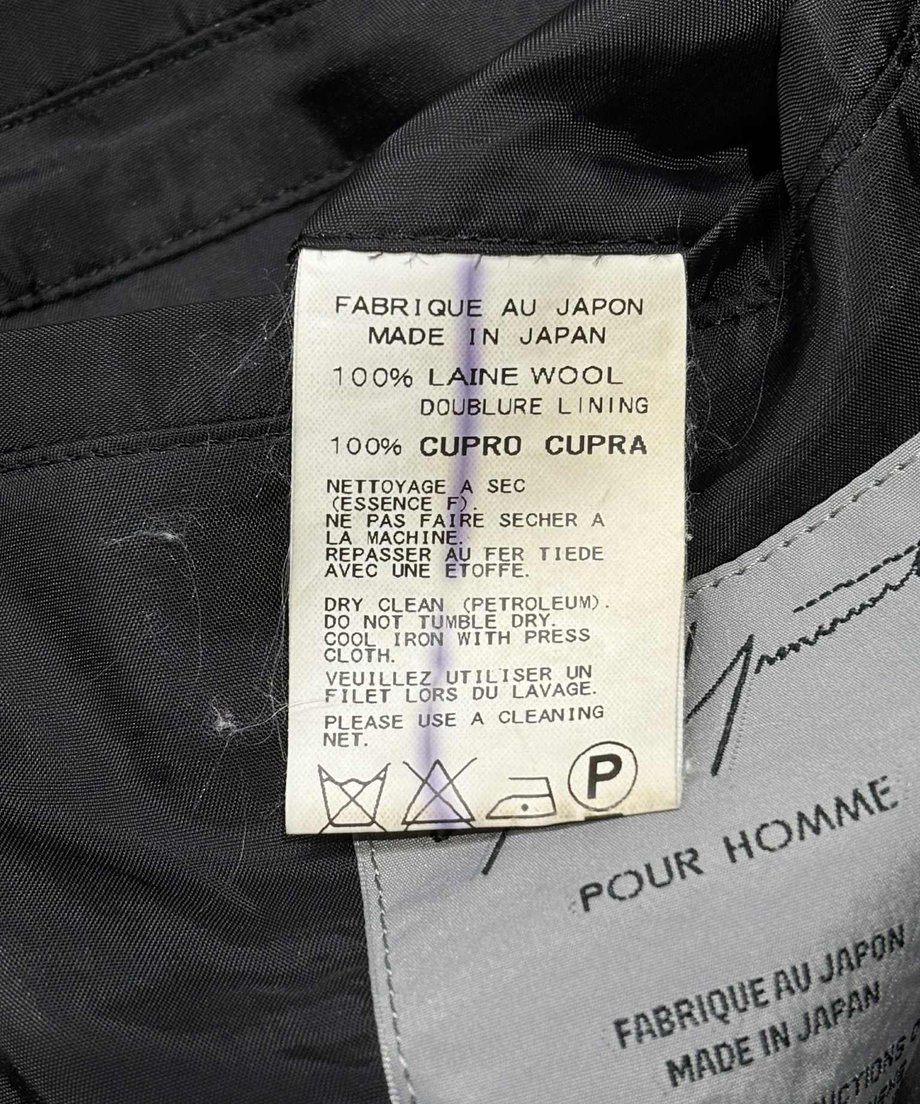 FABRIQUE AU JAPON
MADE IN JAPAN
100% LAINE WOOL
DOUBLURE LINING
100% CUPRO CUPRA
NETTOYAGE A SEC
(ESSENCE F).
NE PAS FAIRE SECHER A
LA MACHINE.
REPASSER AU FER TIEDE
AVEC UNE ETOFFE.
DRY CLEAN (PETROLEUM).
DO NOT TUMBLE DRY.
COOL IRON WITH PRESS
CLOTH.
VEUILLEZ UTILISER UN
FILET LORS DU LAVAGE.
PLEASE USE A CLEANING
NET.
P
POUR HOMME
FABRIQUE AU JAPON
MADE IN JAPAN